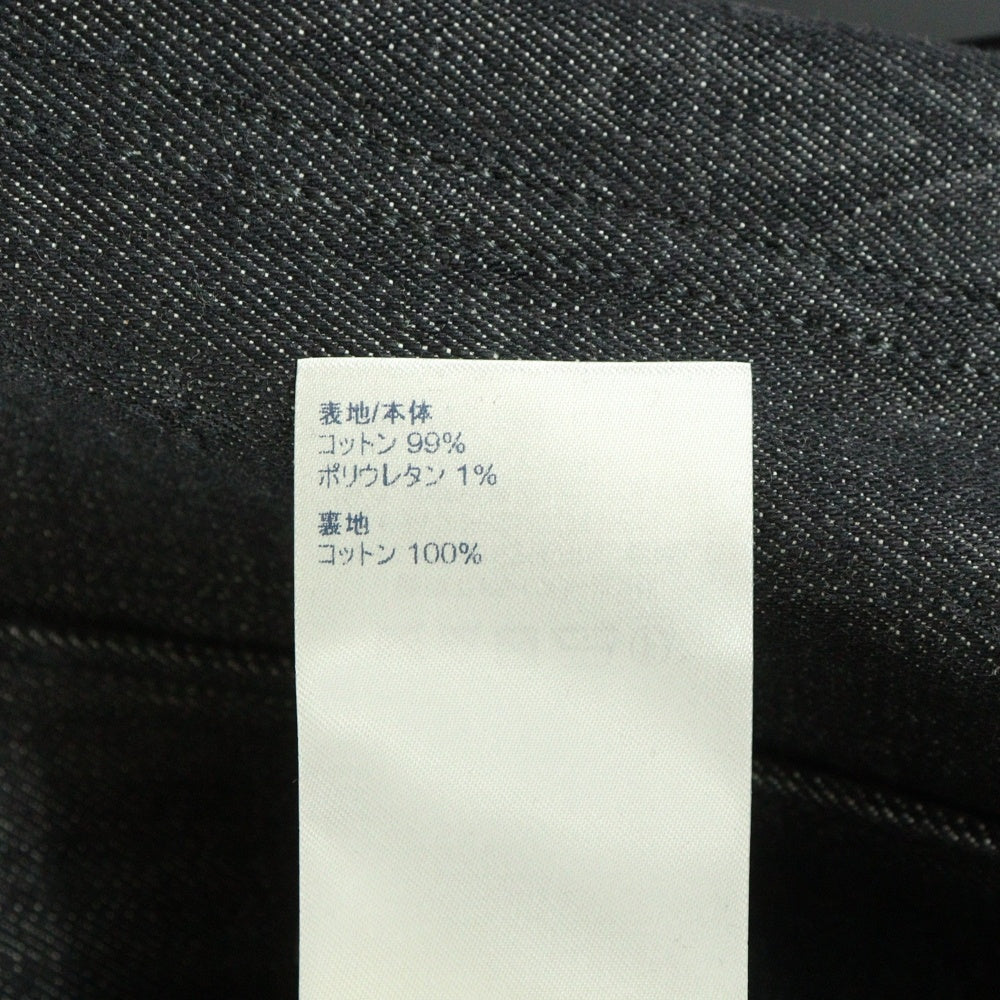 表地/本体
コットン 99%
ポリウレタン 1%
裏地
コットン 100%